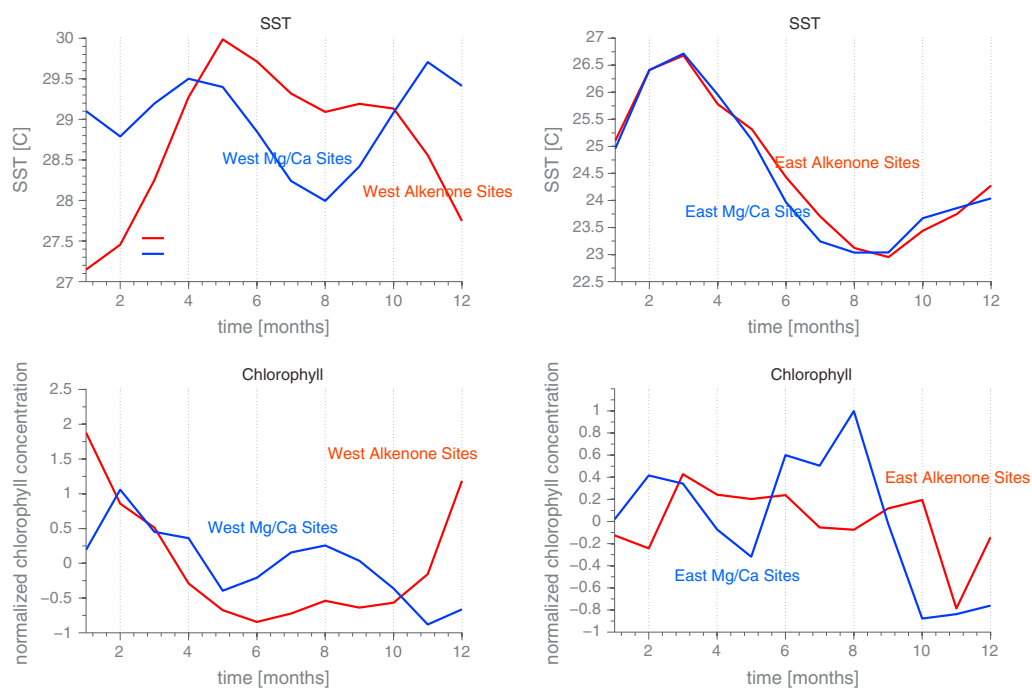 SST
SST [C]
30
29.5
29
28.5
28
27.5
27
West Mg/Ca Sites
West Alkenone Sites
2 4 6 8 10 12
time [months]
SST
SST [C]
27
26.5
26
25.5
25
24.5
24
23.5
23
22.5
East Alkenone Sites
East Mg/Ca Sites
2 4 6 8 10 12
time [months]
Chlorophyll
normalized chlorophyll concentration
2.5
2
1.5
1
0.5
0
−0.5
−1
West Alkenone Sites
West Mg/Ca Sites
2 4 6 8 10 12
time [months]
Chlorophyll
normalized chlorophyll concentration
1
0.8
0.6
0.4
0.2
0
−0.2
−0.4
−0.6
−0.8
−1
East Alkenone Sites
East Mg/Ca Sites
2 4 6 8 10 12
time [months]